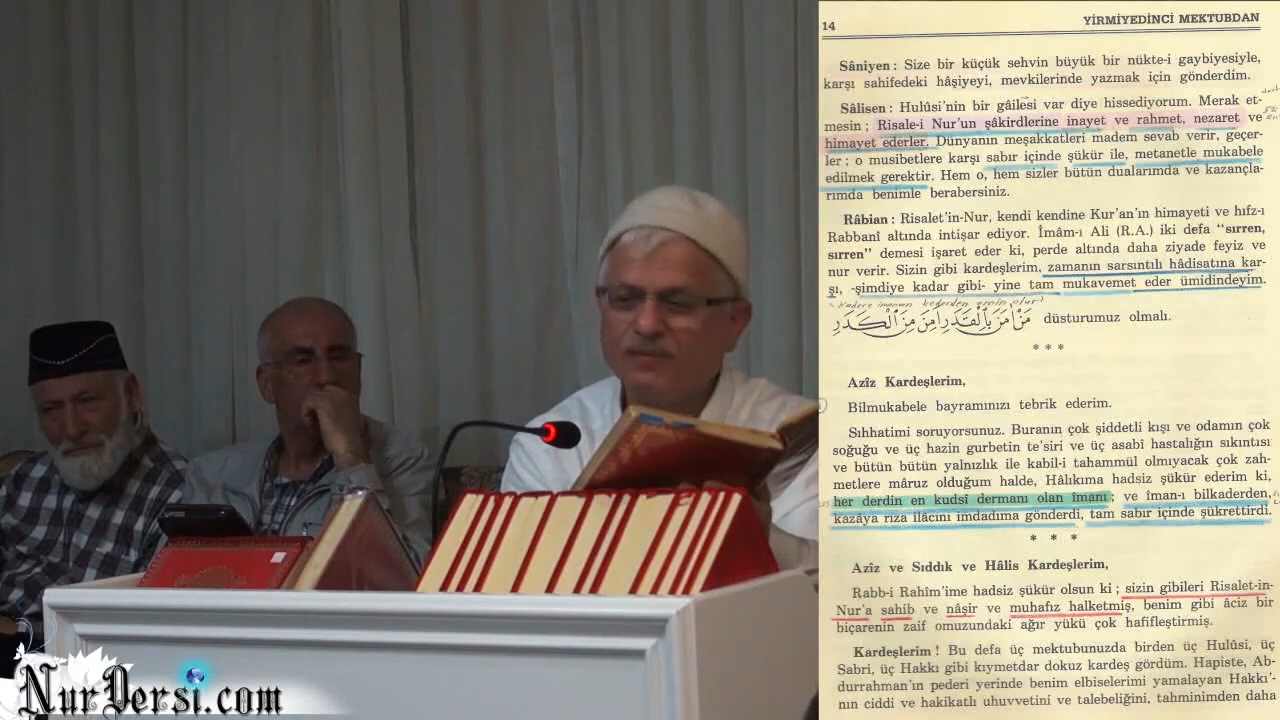 14
YİRMİYEDİNCİ MEKTUBDAN
Sâniyen : Size bir küçük sehvin büyük bir nükte-i gaybiyesiyle,
karşı sahifedeki hâşiyeyi, mevkilerinde yazmak için gönderdim.
Sâlisen : Hulûsi'nin bir gâilesi var diye hissediyorum. Merak et-
mesin ; Risale-i Nur'un şâkirdlerine inayet ve rahmet, nezaret ve
himayet ederler. Dünyanın meşakkatleri madem sevab verir, geçer-
ler ; o musibetlere karşı sabır içinde şükür ile, metanetle mukabele
edilmek gerektir. Hem o, hem sizler bütün dualarımda ve kazançla-
rımda benimle berabersiniz.
Râbian : Risalet'in-Nur, kendi kendine Kur'an'ın himayeti ve hıfz-ı
Rabbanî altında intişar ediyor. İmâm-ı Ali (R.A.) iki defa "sırren,
sırren" demesi işaret eder ki, perde altında daha ziyade feyiz ve
nur verir. Sizin gibi kardeşlerim, zamanın sarsıntılı hâdisatına kar-
şı, -şimdiye kadar gibi- yine tam mukavemet eder ümidindeyim.
(Kadere inanan kederden emin olur)
مَنْ اٰمَنَ بِالْقَدَرِ اَمِنَ مِنَ الْكَدَرِ düsturumuz olmalı.
* * *
Azîz Kardeşlerim,
Bilmukabele bayramınızı tebrik ederim.
Sıhhatimi soruyorsunuz. Buranın çok şiddetli kışı ve odamın çok
soğuğu ve üç hazin gurbetin te'siri ve üç asabî hastalığın sıkıntısı
ve bütün bütün yalnızlık ile kabil-i tahammül olmıyacak çok zah-
metlere mâruz olduğum halde, Hâlıkıma hadsiz şükür ederim ki,
her derdin en kudsî dermanı olan îmanı ; ve îman-ı bilkaderden,
kazaya rıza ilâcını imdadıma gönderdi, tam sabır içinde şükrettirdi.
* * *
Azîz ve Sıddık ve Hâlis Kardeşlerim,
Rabb-i Rahîm'ime hadsiz şükür olsun ki ; sizin gibileri Risalet-in-
Nur'a sahib ve nâşir ve muhafız halketmiş, benim gibi âciz bir
biçarenin zaif omuzundaki ağır yükü çok hafifleştirmiş.
Kardeşlerim ! Bu defa üç mektubunuzda birden üç Hulûsi, üç
Sabri, üç Hakkı gibi kıymetdar dokuz kardeş gördüm. Hapiste, Ab-
durrahman'ın pederi yerinde benim elbiselerimi yamalayan Hakkı'-
nın ciddi ve hakikatlı uhuvvetini ve talebeliğini, tahminimden daha
NurDersi.com